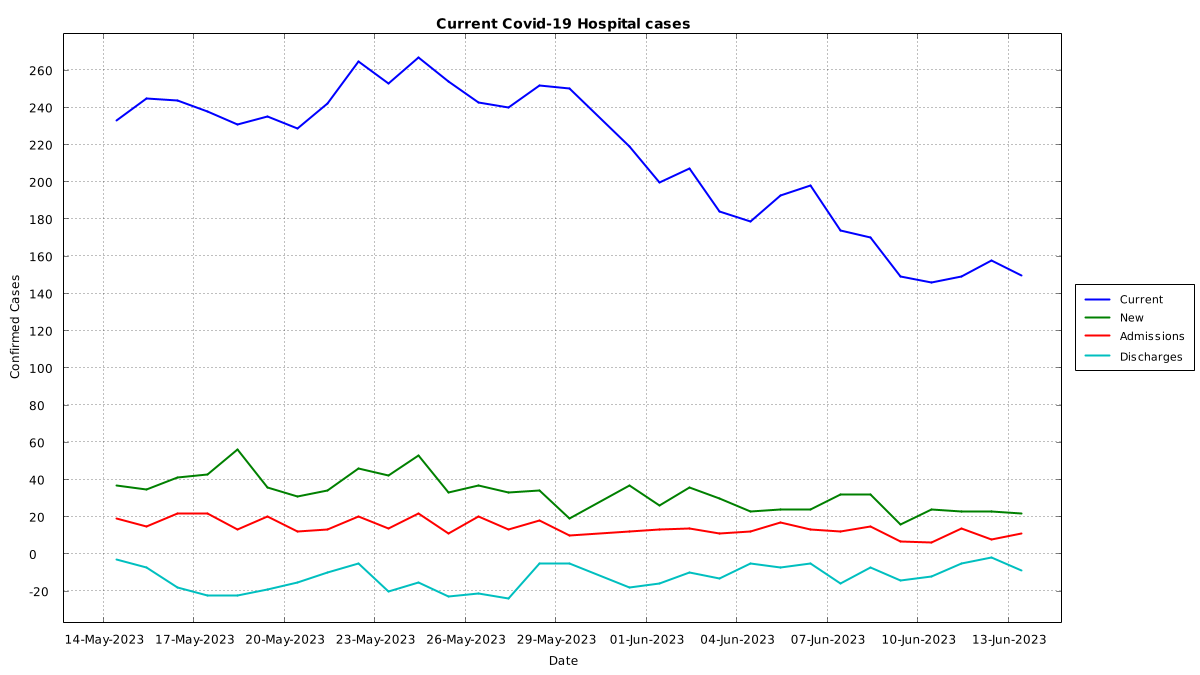 Current Covid-19 Hospital cases
Confirmed Cases
260
240
220
200
180
160
140
120
100
80
60
40
20
0
-20
14-May-2023 17-May-2023 20-May-2023 23-May-2023 26-May-2023 29-May-2023 01-Jun-2023 04-Jun-2023 07-Jun-2023 10-Jun-2023 13-Jun-2023
Date
Current
New
Admissions
Discharges